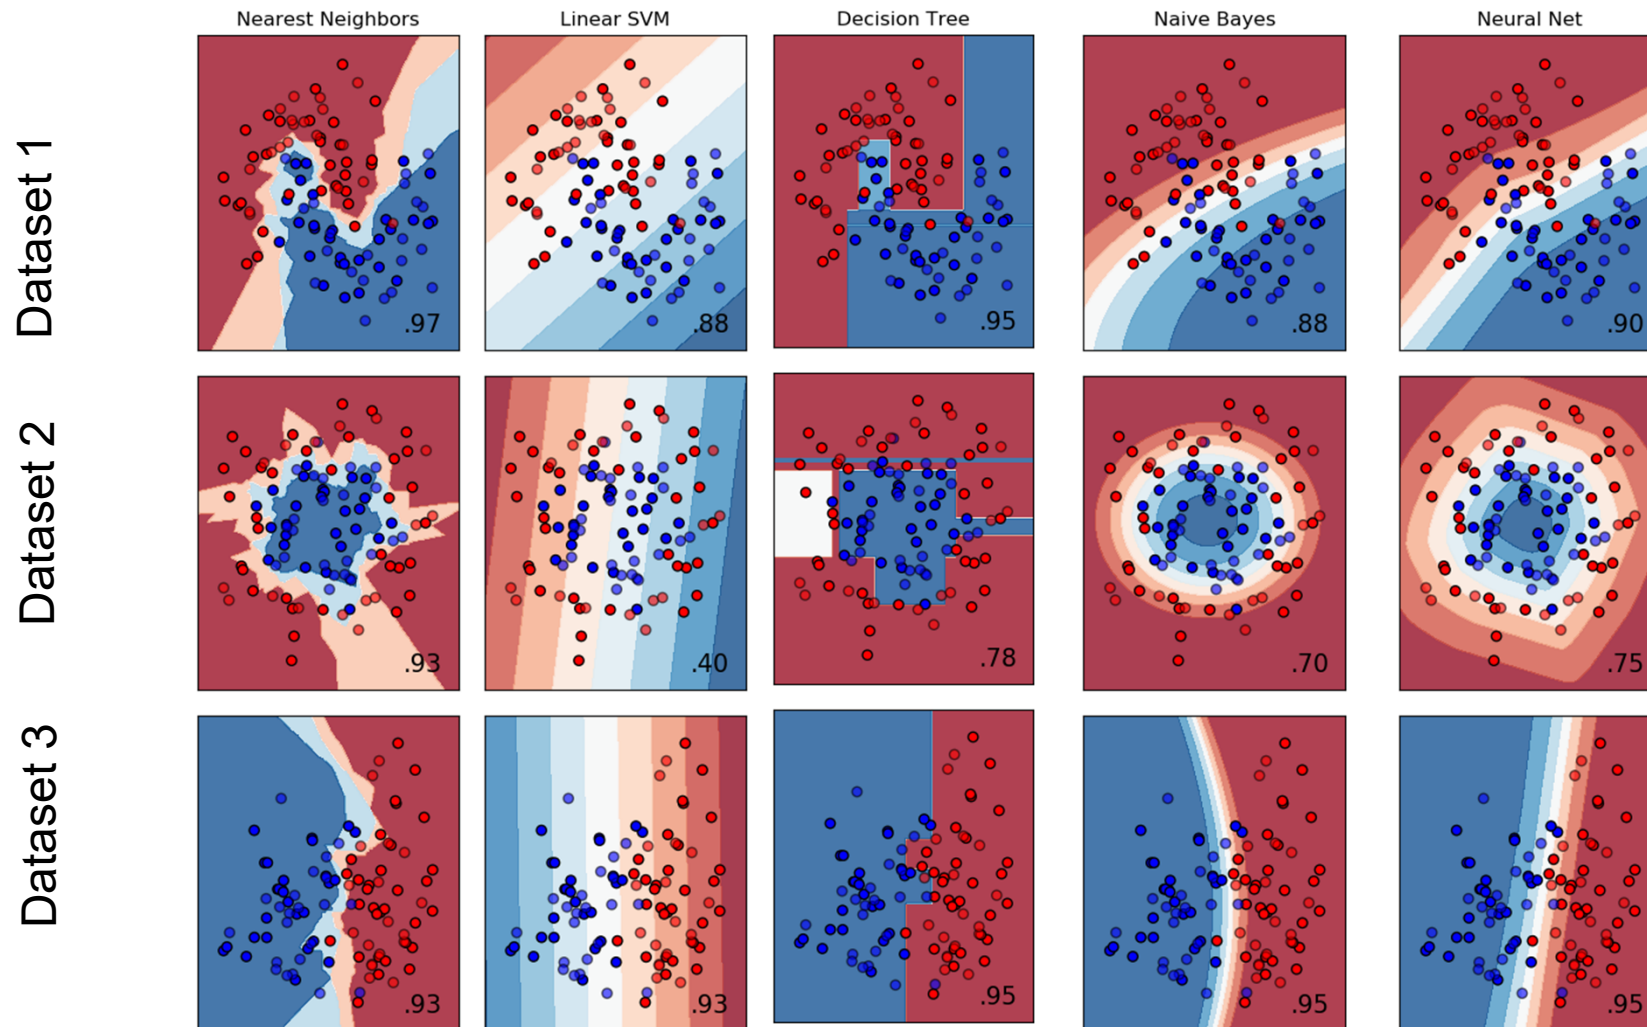 Nearest Neighbors Linear SVM Decision Tree Naive Bayes Neural Net
Dataset 1
.97 .88 .95 .88 .90
Dataset 2
.93 .40 .78 .70 .75
Dataset 3
.93 .93 .95 .95 .95